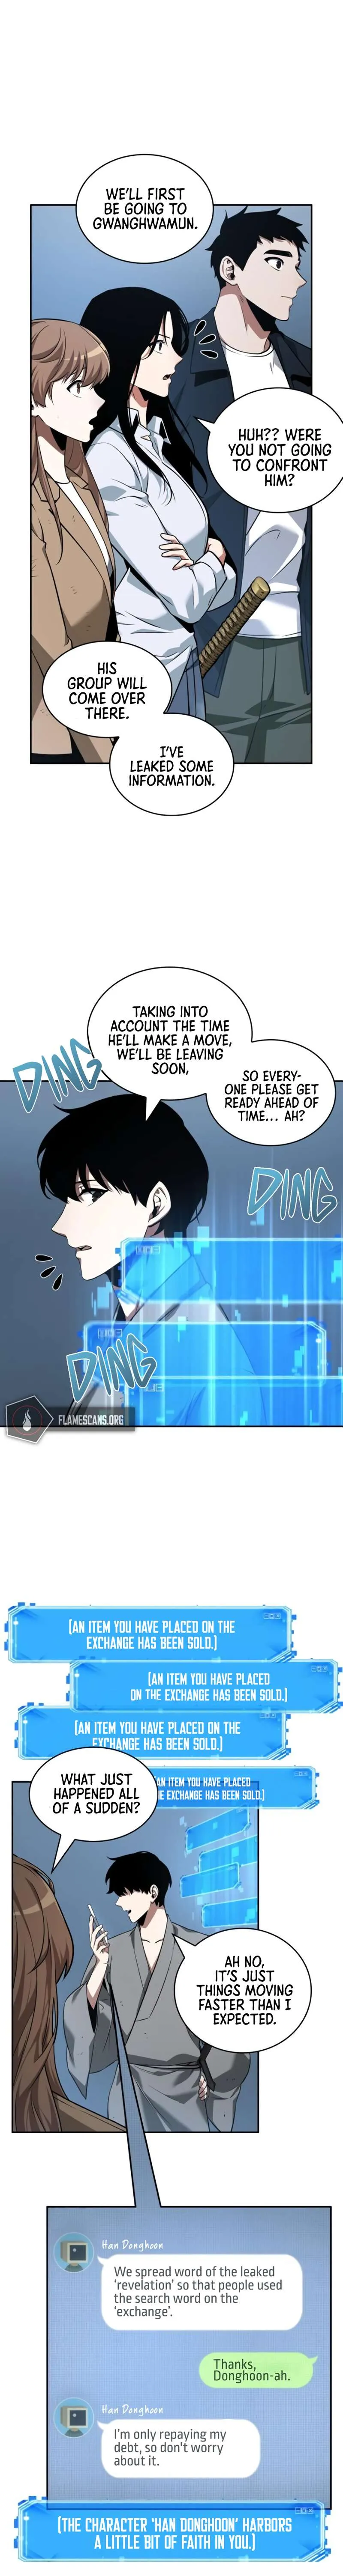 WE'LL FIRST
BE GOING TO
GWANGHWAMUN.
HUH?? WERE
YOU NOT GOING
TO CONFRONT
HIM?
HIS
GROUP WILL
COME OVER
THERE.
I'VE
LEAKED SOME
INFORMATION.
TAKING INTO
ACCOUNT THE TIME
HE'LL MAKE A MOVE,
WE'LL BE LEAVING
SOON,
SO EVERY-
ONE PLEASE GET
READY AHEAD OF
TIME... AH?
DING
DING
DING
FLAMESCANS.ORG
[AN ITEM YOU HAVE PLACED ON THE
EXCHANGE HAS BEEN SOLD.]
[AN ITEM YOU HAVE PLACED
ON THE EXCHANGE HAS BEEN SOLD.]
[AN ITEM YOU HAVE PLACED ON THE
EXCHANGE HAS BEEN SOLD.]
AN ITEM YOU HAVE PLACED
EXCHANGE HAS BEEN SOLD.]
WHAT JUST
HAPPENED ALL
OF A SUDDEN?
AH NO,
IT'S JUST
THINGS MOVING
FASTER THAN I
EXPECTED.
Han Donghoon
We spread word of the leaked
'revelation' so that people used
the search word on the
'exchange'.
Thanks,
Donghoon-ah.
Han Donghoon
I'm only repaying my
debt, so don't worry
about it.
[THE CHARACTER 'HAN DONGHOON' HARBORS
A LITTLE BIT OF FAITH IN YOU.]